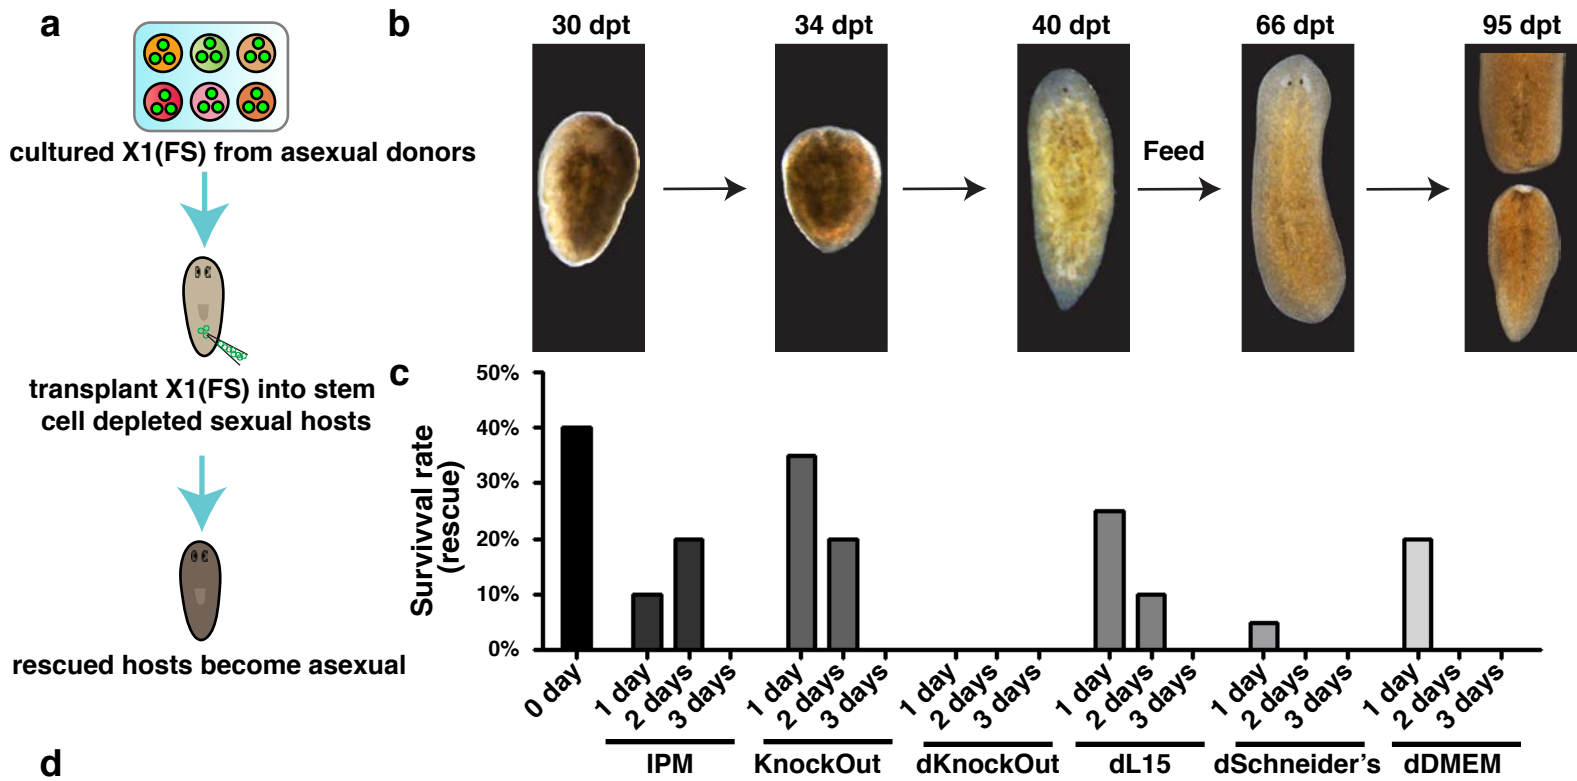 a
cultured X1(FS) from asexual donors
transplant X1(FS) into stem
cell depleted sexual hosts
rescued hosts become asexual
b
30 dpt
34 dpt
40 dpt
66 dpt
95 dpt
Feed
c
Survivval rate
(rescue)
50%
40%
30%
20%
10%
0%
0 day
1 day
2 days
3 days
1 day
2 days
3 days
1 day
2 days
3 days
1 day
2 days
3 days
1 day
2 days
3 days
1 day
2 days
3 days
IPM
KnockOut
dKnockOut
dL15
dSchneider's
dDMEM
d